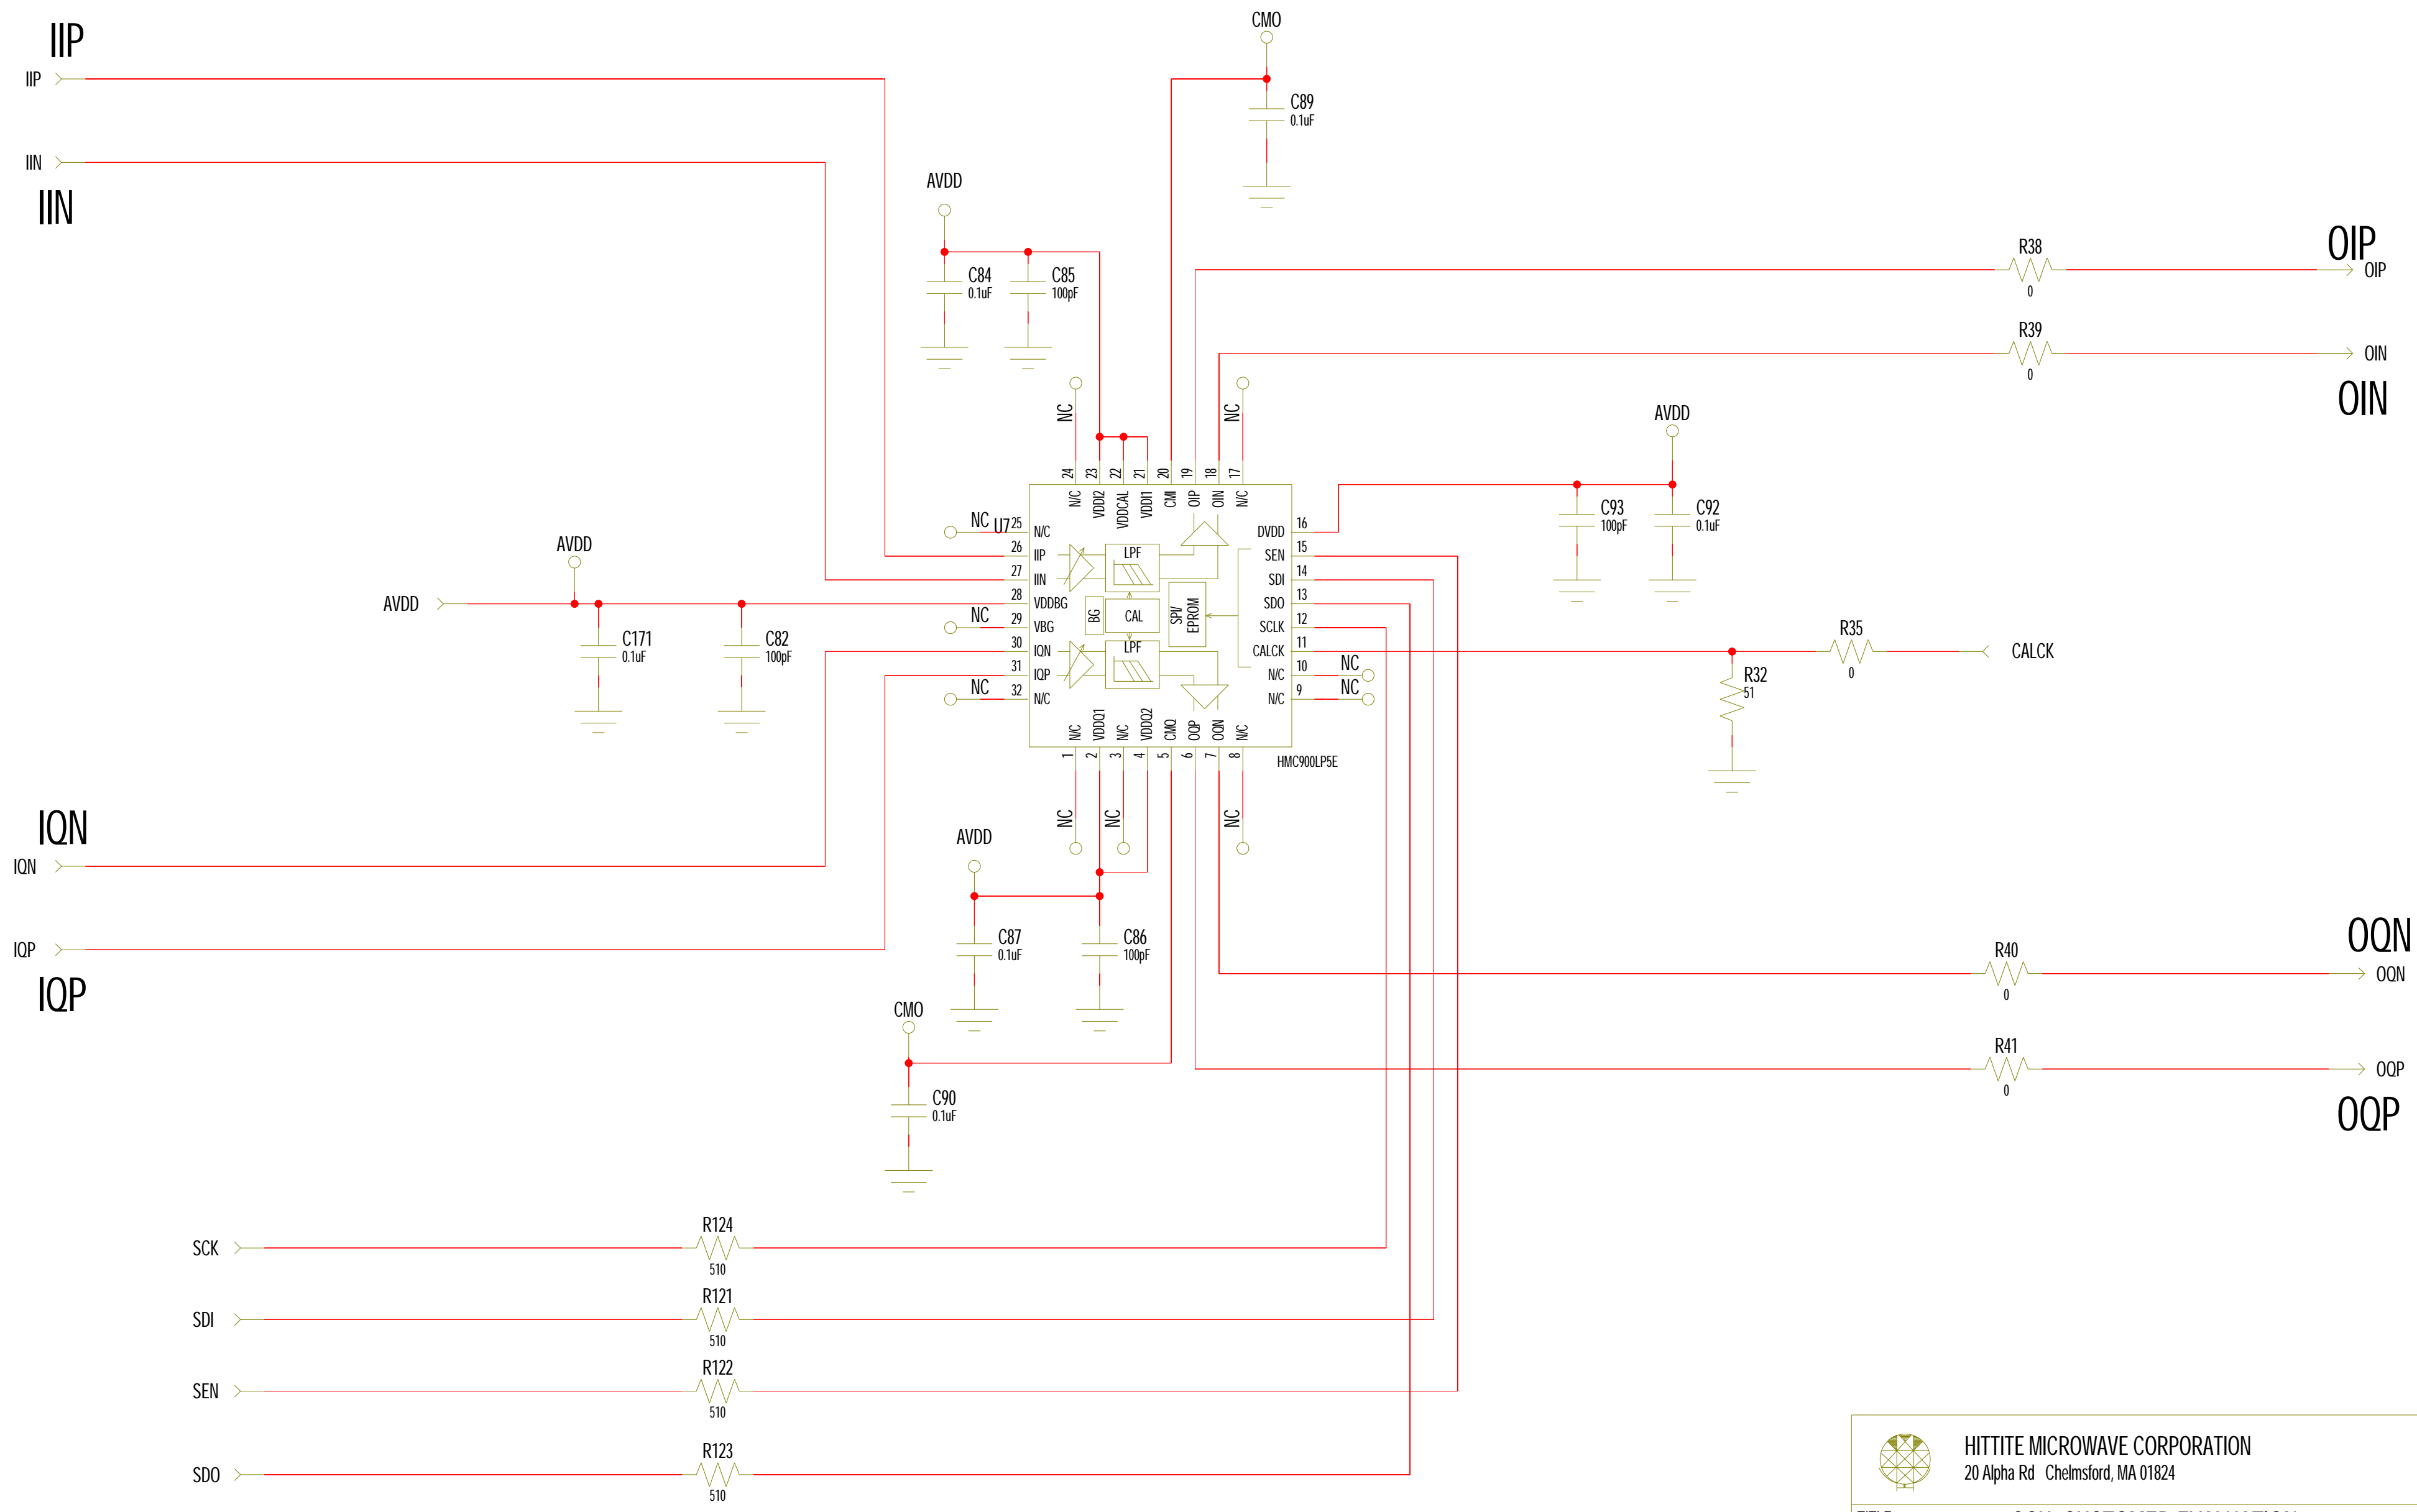 CMO
IIP
IIP
C89
0.1uF
IIN
AVDD
IIN
OIP
R38
OIP
0
C84
0.1uF
C85
100pF
R39
OIN
0
OIN
NC
NC
AVDD
24
23
22
21
20
19
18
17
N/C
VDDI2
VDDCAL
VDDI1
CMI
OIP
OIN
N/C
C93
100pF
C92
0.1uF
NC
U7
25
N/C
DVDD
16
AVDD
26
IIP
LPF
SEN
15
27
IIN
SDI
14
AVDD
28
VDDBG
BG
CAL
SPI/
EPROM
SDO
13
NC
29
VBG
SCLK
12
C171
0.1uF
C82
100pF
30
IQN
LPF
CALCK
11
R35
0
CALCK
31
IQP
N/C
10
NC
R32
51
NC
32
N/C
N/C
9
NC
N/C
VDDQ1
N/C
VDDQ2
CMQ
OQP
OQN
N/C
1
2
3
4
5
6
7
8
HMC900LP5E
NC
NC
NC
IQN
AVDD
IQN
C87
0.1uF
C86
100pF
OQN
R40
OQN
0
IQP
IQP
CMO
R41
OQP
0
OQP
C90
0.1uF
R124
SCK
510
R121
SDI
510
R122
SEN
510
R123
SDO
510
HITTITE MICROWAVE CORPORATION
20 Alpha Rd Chelmsford, MA 01824